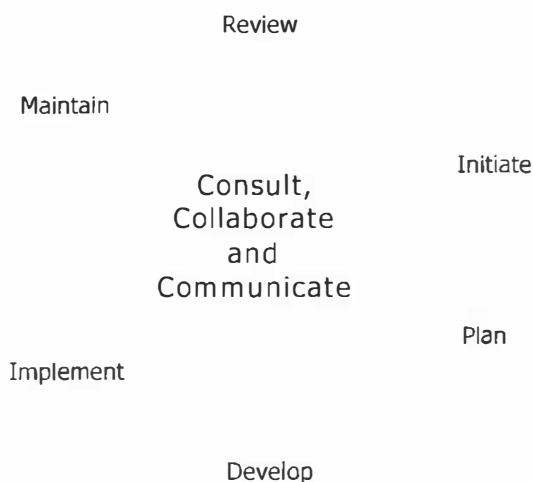 Review
Maintain
Initiate
Consult,
Collaborate
and
Communicate
Plan
Implement
Develop